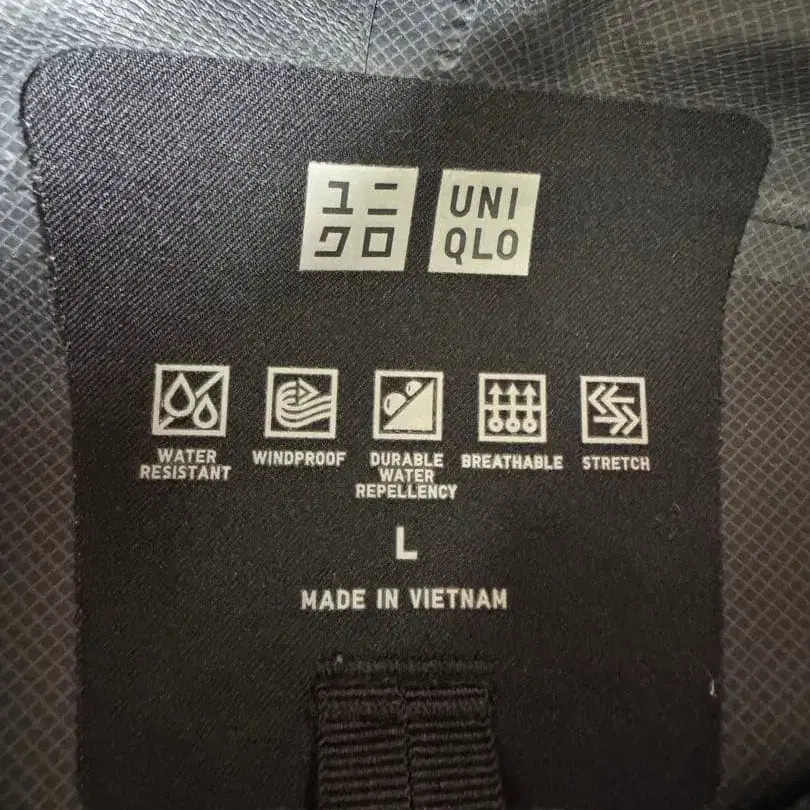 ユニ
クロ
UNI
QLO
WATER
RESISTANT
WINDPROOF
DURABLE
WATER
REPELLENCY
BREATHABLE
STRETCH
L
MADE IN VIETNAM